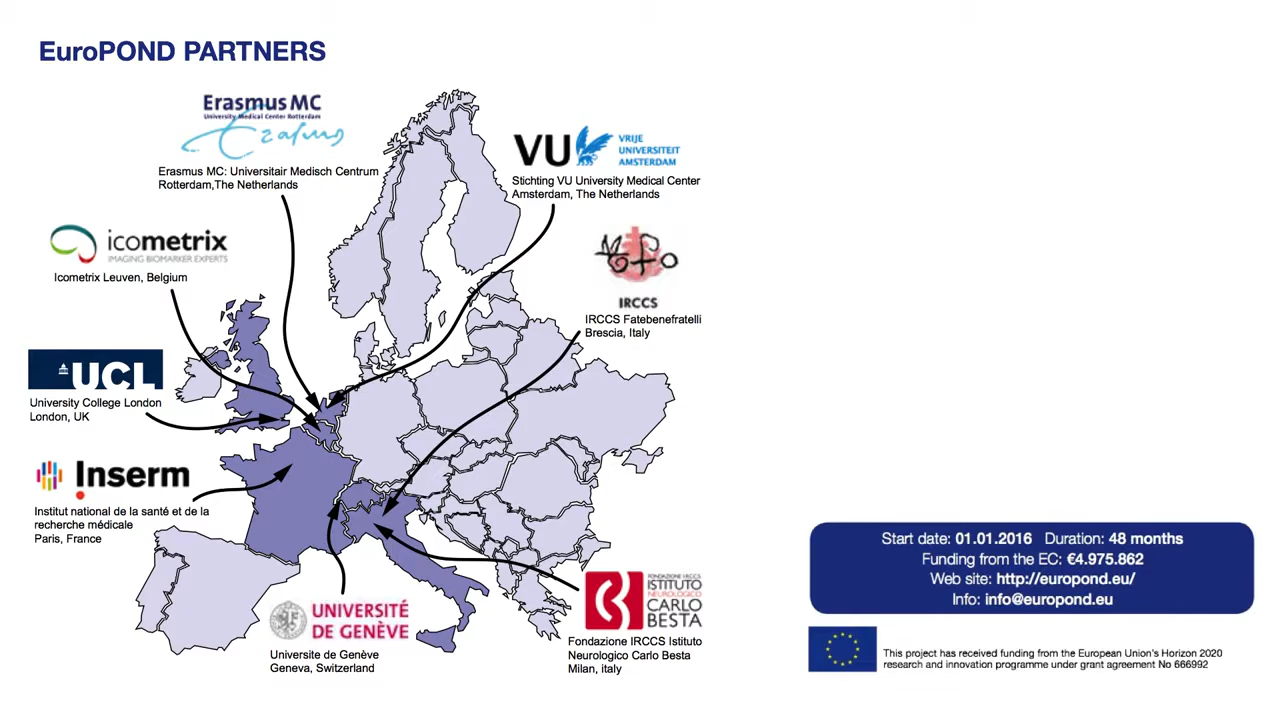 EuroPOND PARTNERS
Erasmus MC
University Medical Center Rotterdam
Erasmus
Erasmus MC: Universitair Medisch Centrum
Rotterdam,The Netherlands
VU VRIJE
UNIVERSITEIT
AMSTERDAM
Stichting VU University Medical Center
Amsterdam, The Netherlands
icometrix
IMAGING BIOMARKER EXPERTS
Icometrix Leuven, Belgium
IRCCS
IRCCS Fatebenefratelli
Brescia, Italy
UCL
University College London
London, UK
Inserm
Institut national de la santé et de la
recherche médicale
Paris, France
UNIVERSITÉ
DE GENÈVE
Universite de Genève
Geneva, Switzerland
FONDAZIONE IRCCS
ISTITUTO
NEUROLOGICO
CARLO
BESTA
Fondazione IRCCS Istituto
Neurologico Carlo Besta
Milan, italy
Start date: 01.01.2016 Duration: 48 months
Funding from the EC: €4.975.862
Web site: http://europond.eu/
Info: info@europond.eu
This project has received funding from the European Union's Horizon 2020
research and innovation programme under grant agreement No 666992